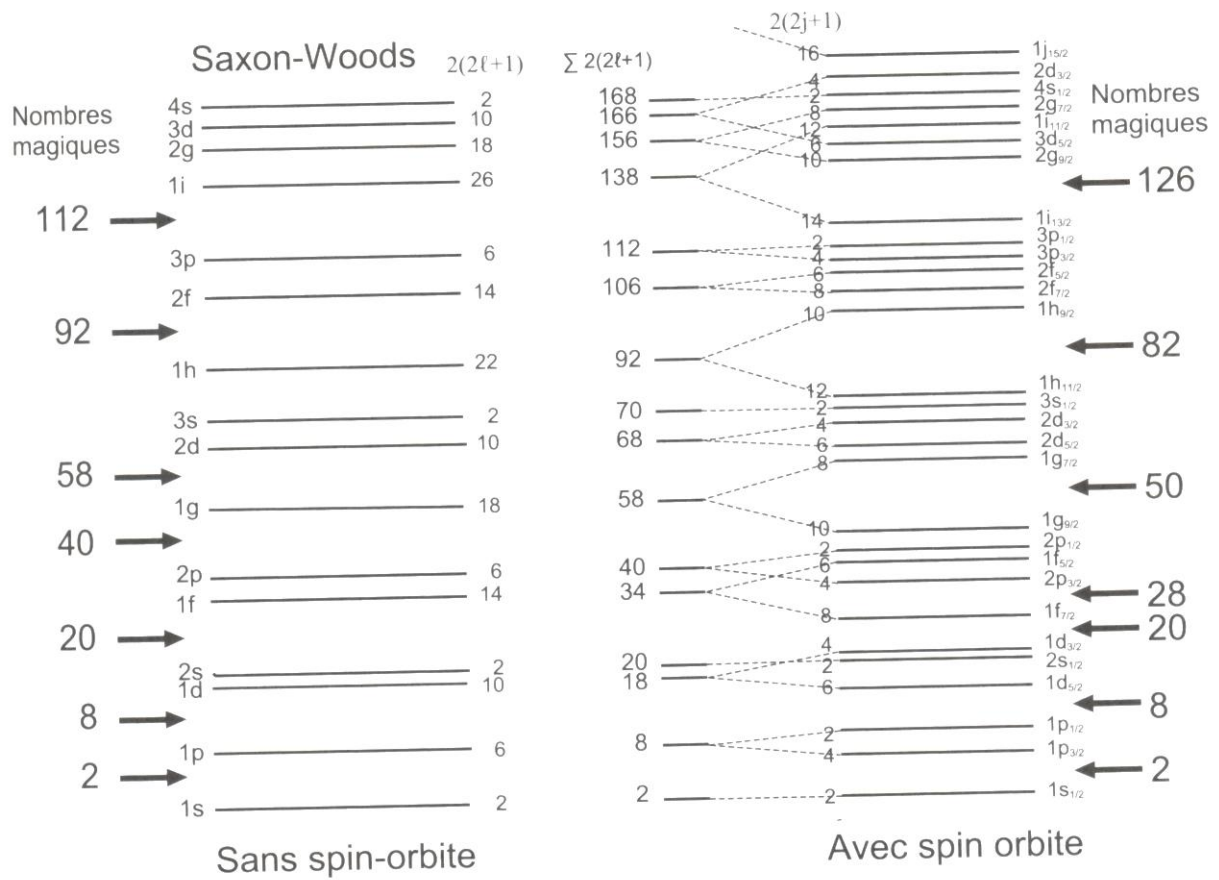 Saxon-Woods
2(2ℓ+1)
Nombres
magiques
4s 2
3d 10
2g 18
1i 26
112
3p 6
2f 14
92
1h 22
3s 2
2d 10
58
1g 18
40
2p 6
1f 14
20
2s 2
1d 10
8
1p 6
2
1s 2
Sans spin-orbite
∑ 2(2ℓ+1)
168
166
156
138
112
106
92
70
68
58
40
34
20
18
8
2
2(2j+1)
16 1j15/2
4 2d3/2
2 4s1/2
8 2g7/2
12 1i11/2
6 3d5/2
10 2g9/2
14 1i13/2
2 3p1/2
4 3p3/2
6 2f5/2
8 2f7/2
10 1h9/2
12 1h11/2
2 3s1/2
4 2d3/2
6 2d5/2
8 1g7/2
10 1g9/2
2 2p1/2
6 1f5/2
4 2p3/2
8 1f7/2
4 1d3/2
2 2s1/2
6 1d5/2
2 1p1/2
4 1p3/2
2 1s1/2
Avec spin orbite
Nombres
magiques
126
82
50
28
20
8
2